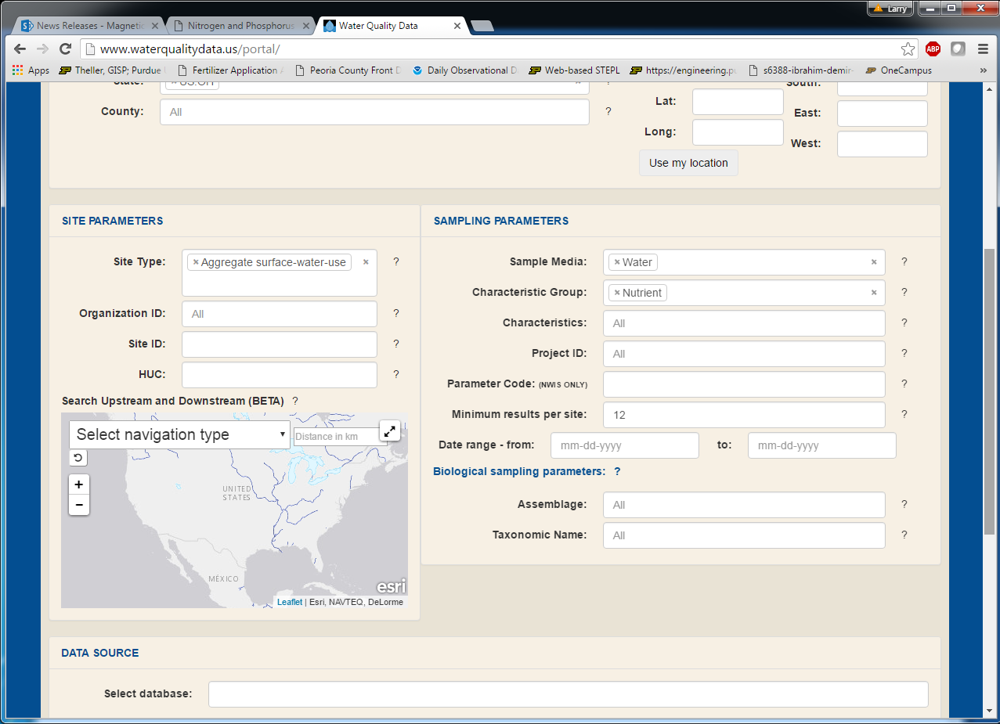 Larry
News Releases - Magnetic
Nitrogen and Phosphorus
Water Quality Data
www.waterqualitydata.us/portal/
ABP
Apps
Theller, GISP; Purdue
Fertilizer Application
Peoria County Front
Daily Observational D
Web-based STEPL
https://engineering.pu
s6388-ibrahim-demir-
OneCampus
»
State:
× US:OH
×
?
County:
All
?
Lat:
Long:
Use my location
South:
East:
West:
SITE PARAMETERS
Site Type:
× Aggregate surface-water-use
×
?
Organization ID:
All
?
Site ID:
?
HUC:
?
Search Upstream and Downstream (BETA) ?
Select navigation type
Distance in km
+
−
UNITED
STATES
MÉXICO
esri
Leaflet | Esri, NAVTEQ, DeLorme
SAMPLING PARAMETERS
Sample Media:
× Water
×
?
Characteristic Group:
× Nutrient
×
?
Characteristics:
All
?
Project ID:
All
?
Parameter Code: (NWIS ONLY)
?
Minimum results per site:
12
?
Date range - from:
mm-dd-yyyy
to:
mm-dd-yyyy
Biological sampling parameters: ?
Assemblage:
All
?
Taxonomic Name:
All
?
DATA SOURCE
Select database: